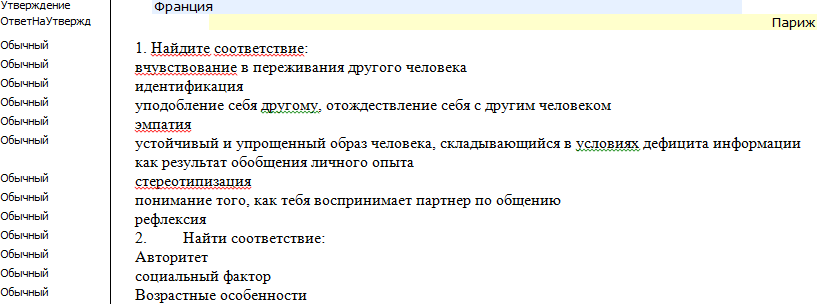 Утверждение Франция
ОтветНаУтвержд Париж
Обычный 1. Найдите соответствие:
Обычный вчувствование в переживания другого человека
Обычный идентификация
Обычный уподобление себя другому, отождествление себя с другим человеком
Обычный эмпатия
Обычный устойчивый и упрощенный образ человека, складывающийся в условиях дефицита информации
как результат обобщения личного опыта
Обычный стереотипизация
Обычный понимание того, как тебя воспринимает партнер по общению
Обычный рефлексия
Обычный 2. Найти соответствие:
Обычный Авторитет
Обычный социальный фактор
Обычный Возрастные особенности